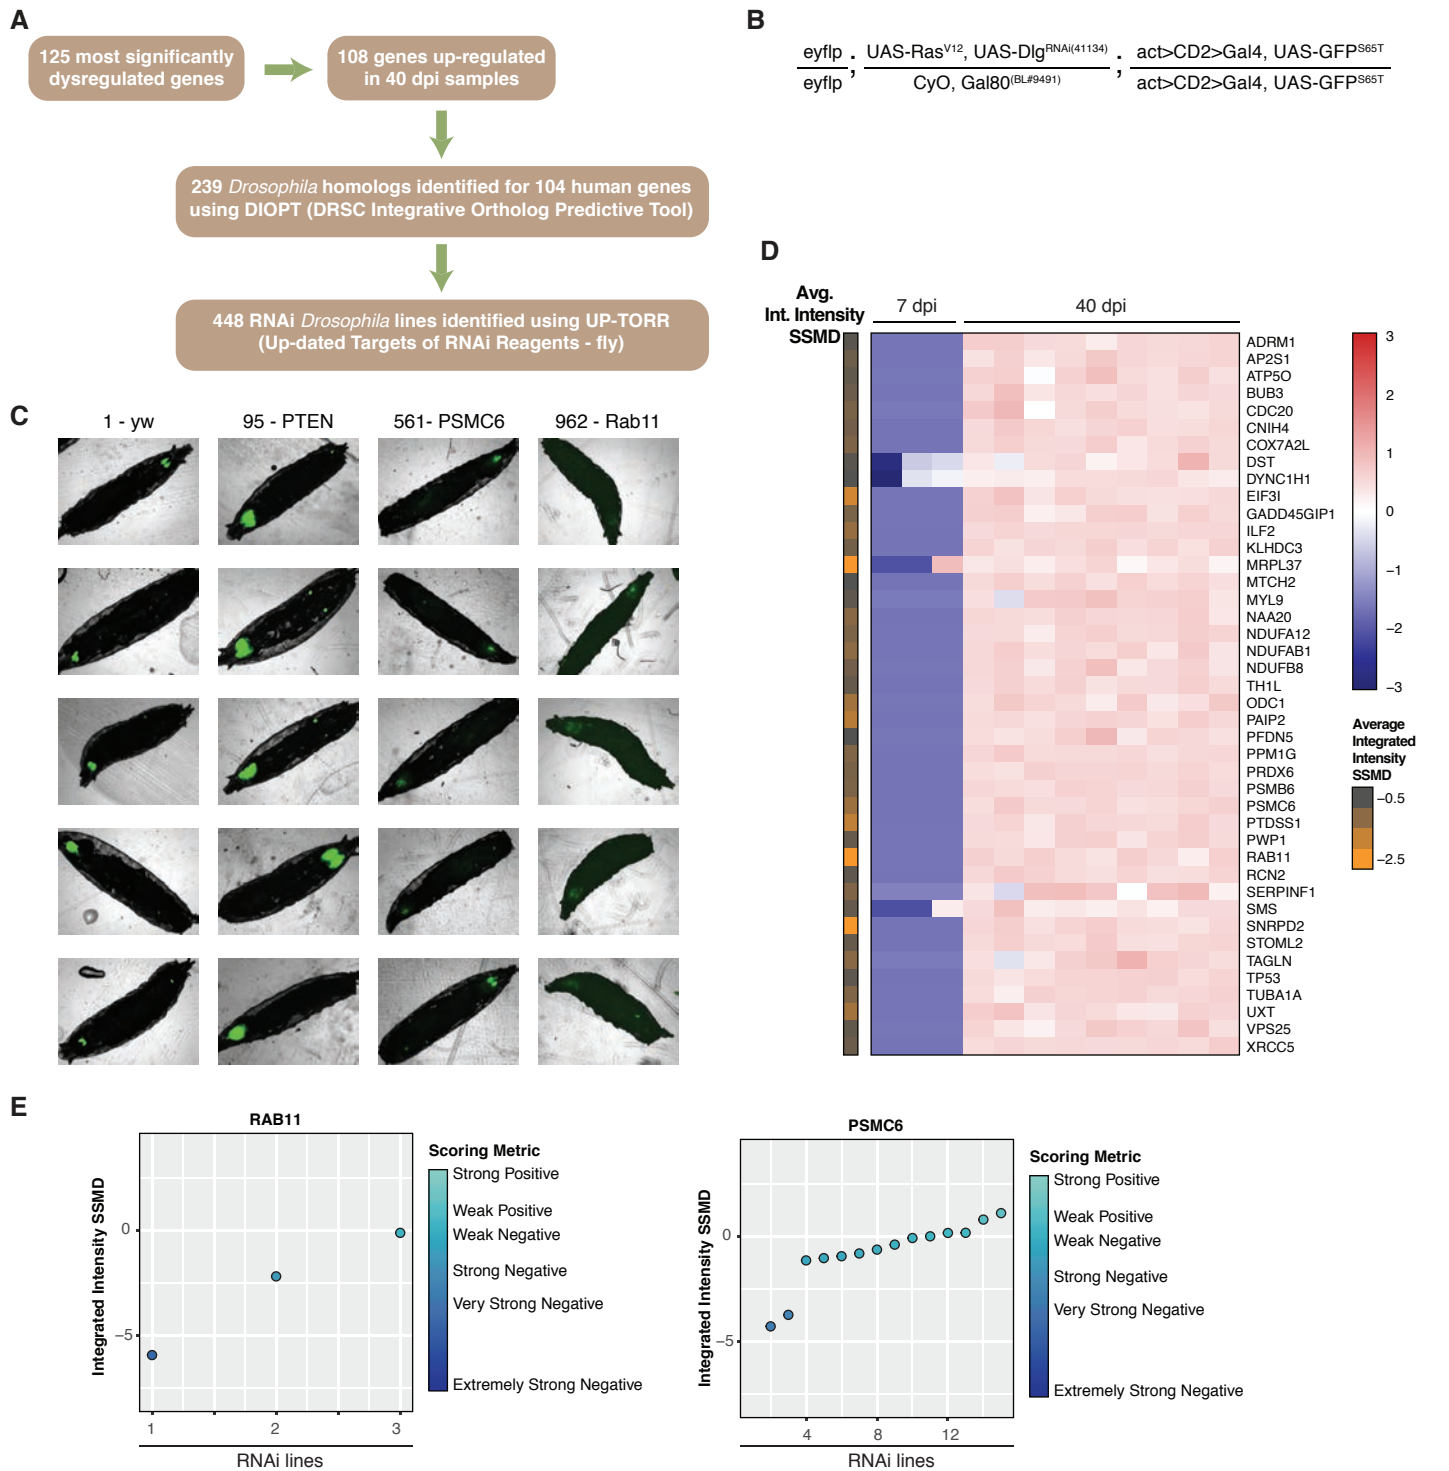 A
125 most significantly
dysregulated genes
108 genes up-regulated
in 40 dpi samples
239 Drosophila homologs identified for 104 human genes
using DIOPT (DRSC Integrative Ortholog Predictive Tool)
448 RNAi Drosophila lines identified using UP-TORR
(Up-dated Targets of RNAi Reagents - fly)
B
eyflp ; UAS-RasV12, UAS-DlgRNAi(41134) ; act>CD2>Gal4, UAS-GFPS65T
eyflp CyO, Gal80(BL#9491) act>CD2>Gal4, UAS-GFPS65T
C
1 - yw
95 - PTEN
561- PSMC6
962 - Rab11
D
Avg.
Int. Intensity
SSMD
7 dpi
40 dpi
ADRM1
AP2S1
ATP5O
BUB3
CDC20
CNIH4
COX7A2L
DST
DYNC1H1
EIF3I
GADD45GIP1
ILF2
KLHDC3
MRPL37
MTCH2
MYL9
NAA20
NDUFA12
NDUFAB1
NDUFB8
TH1L
ODC1
PAIP2
PFDN5
PPM1G
PRDX6
PSMB6
PSMC6
PTDSS1
PWP1
RAB11
RCN2
SERPINF1
SMS
SNRPD2
STOML2
TAGLN
TP53
TUBA1A
UXT
VPS25
XRCC5
3
2
1
0
−1
−2
−3
Average
Integrated
Intensity
SSMD
−0.5
−2.5
E
RAB11
Integrated Intensity SSMD
0
−5
1
2
3
RNAi lines
Scoring Metric
Strong Positive
Weak Positive
Weak Negative
Strong Negative
Very Strong Negative
Extremely Strong Negative
PSMC6
Integrated Intensity SSMD
0
−5
4
8
12
RNAi lines
Scoring Metric
Strong Positive
Weak Positive
Weak Negative
Strong Negative
Very Strong Negative
Extremely Strong Negative